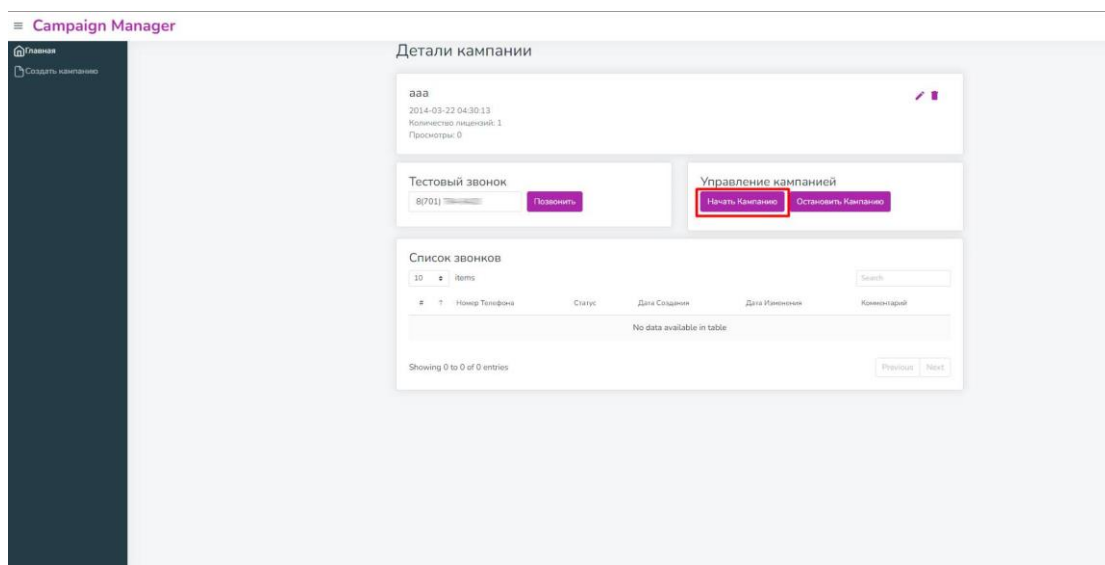 ≡ Campaign Manager
Главная
Создать кампанию
Детали кампании
aaa
2014-03-22 04:30:13
Количество лицензий: 1
Просмотры: 0
Тестовый звонок
8(701)
Позвонить
Управление кампанией
Начать Кампанию Остановить Кампанию
Список звонков
10 items Search
# ? Номер Телефона Статус Дата Создания Дата Изменения Комментарий
No data available in table
Showing 0 to 0 of 0 entries
Previous Next